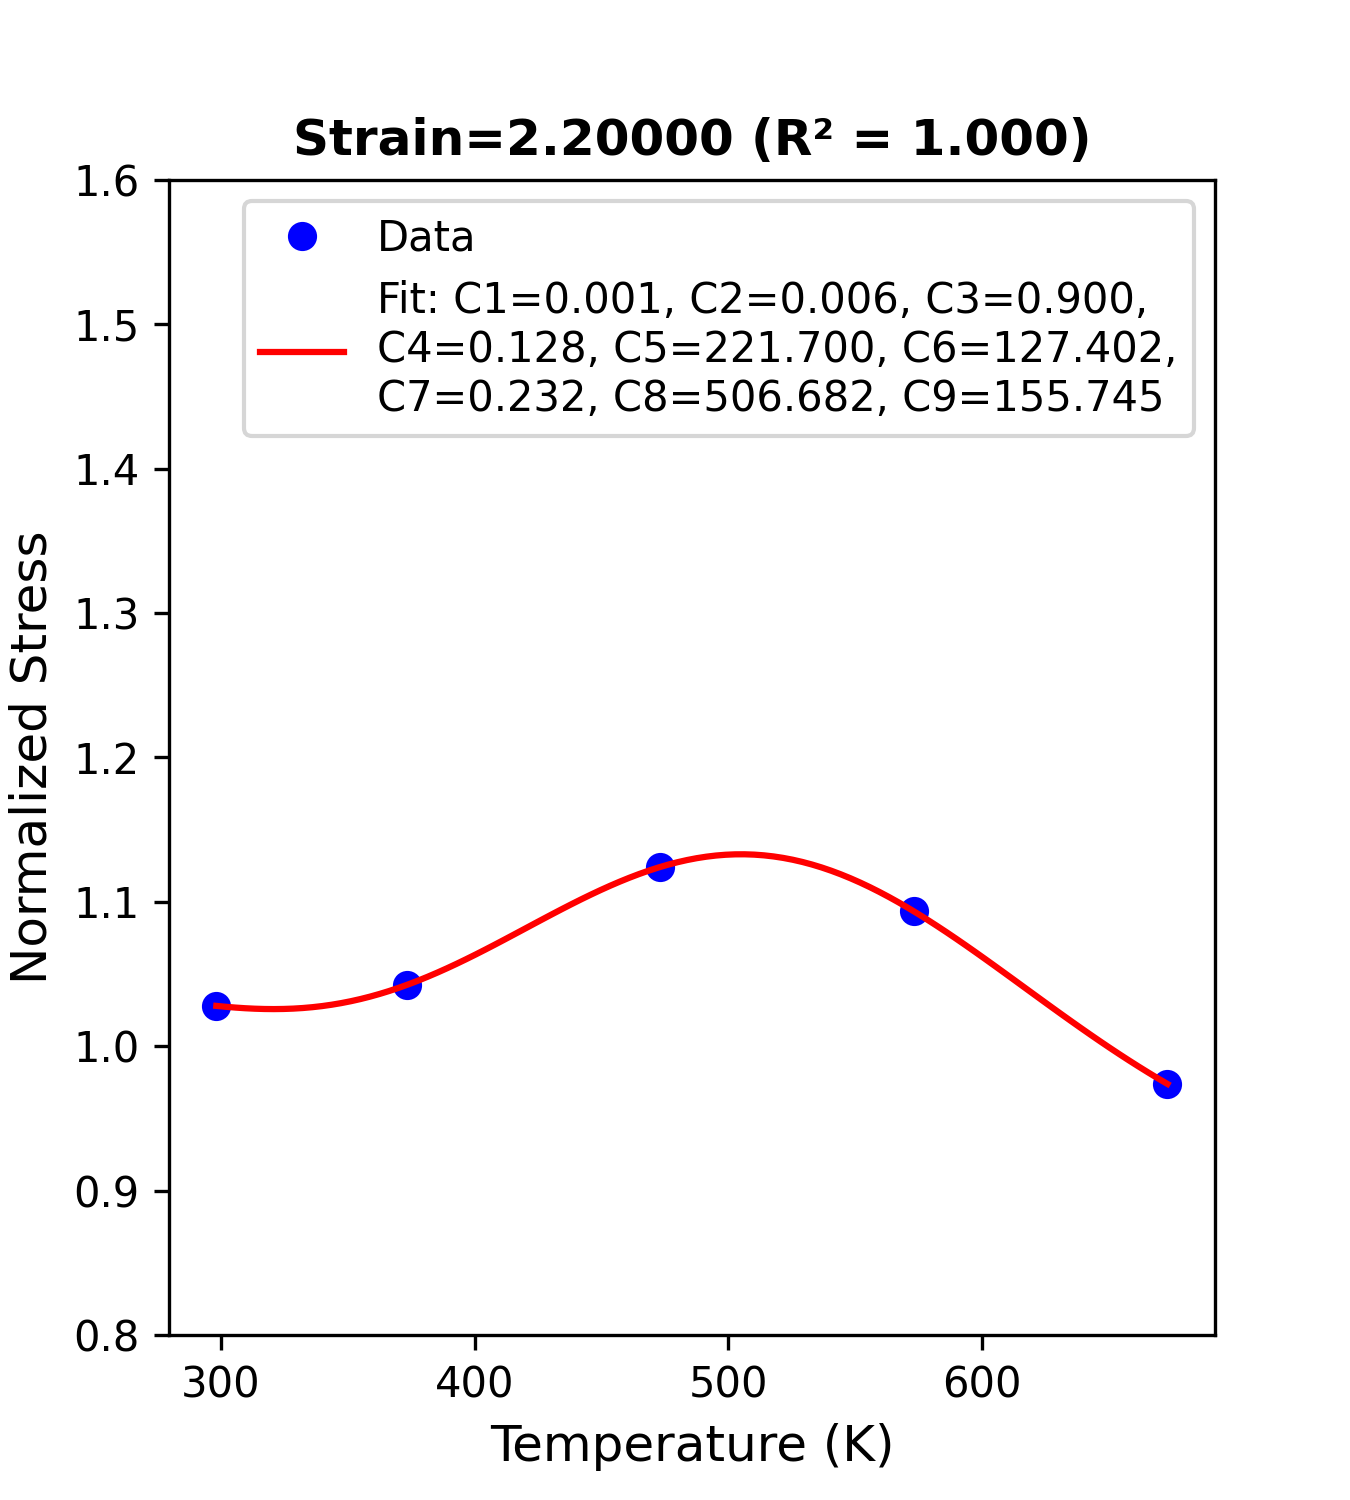 Strain=2.20000 (R² = 1.000)
1.6
1.5
1.4
1.3
1.2
1.1
1.0
0.9
0.8
Normalized Stress
Data
Fit: C1=0.001, C2=0.006, C3=0.900,
C4=0.128, C5=221.700, C6=127.402,
C7=0.232, C8=506.682, C9=155.745
300 400 500 600
Temperature (K)